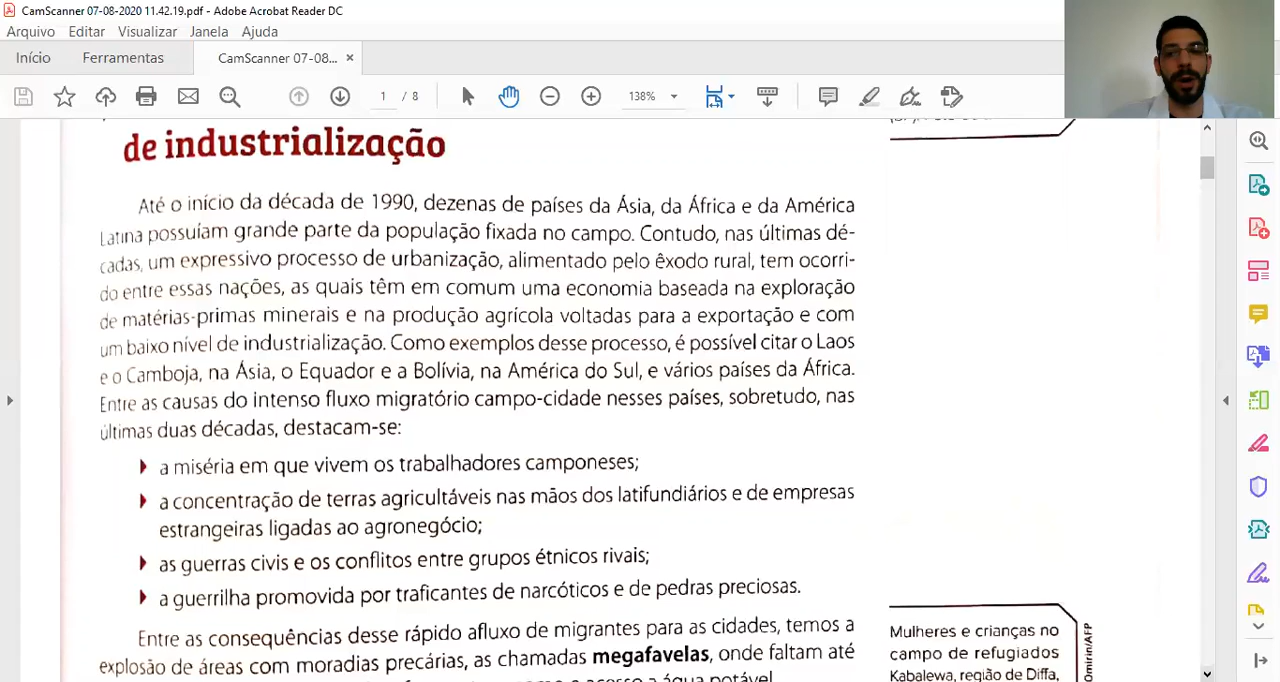 CamScanner 07-08-2020 11.42.19.pdf - Adobe Acrobat Reader DC
Arquivo Editar Visualizar Janela Ajuda
Início Ferramentas CamScanner 07-08... ×
1 / 8 138%
de industrialização
Até o início da década de 1990, dezenas de países da Ásia, da África e da América
Latina possuíam grande parte da população fixada no campo. Contudo, nas últimas dé-
cadas, um expressivo processo de urbanização, alimentado pelo êxodo rural, tem ocorri-
do entre essas nações, as quais têm em comum uma economia baseada na exploração
de matérias-primas minerais e na produção agrícola voltadas para a exportação e com
um baixo nível de industrialização. Como exemplos desse processo, é possível citar o Laos
e o Camboja, na Ásia, o Equador e a Bolívia, na América do Sul, e vários países da África.
Entre as causas do intenso fluxo migratório campo-cidade nesses países, sobretudo, nas
últimas duas décadas, destacam-se:
a miséria em que vivem os trabalhadores camponeses;
a concentração de terras agricultáveis nas mãos dos latifundiários e de empresas
estrangeiras ligadas ao agronegócio;
as guerras civis e os conflitos entre grupos étnicos rivais;
a guerrilha promovida por traficantes de narcóticos e de pedras preciosas.
Entre as consequências desse rápido afluxo de migrantes para as cidades, temos a
explosão de áreas com moradias precárias, as chamadas megafavelas, onde faltam até
acesso a água potável
Mulheres e crianças no
campo de refugiados
Kabalewa, região de Diffa,
Omirin/AFP